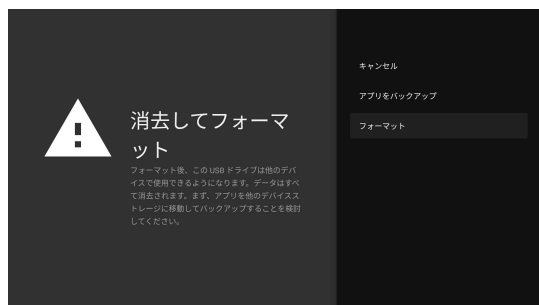 消去してフォーマ
ット
フォーマット後、この USB ドライブは他のデバ
イスで使用できるようになります。データはすべ
て消去されます。まず、アプリを他のデバイスス
トレージに移動してバックアップすることを検討
してください。
キャンセル
アプリをバックアップ
フォーマット